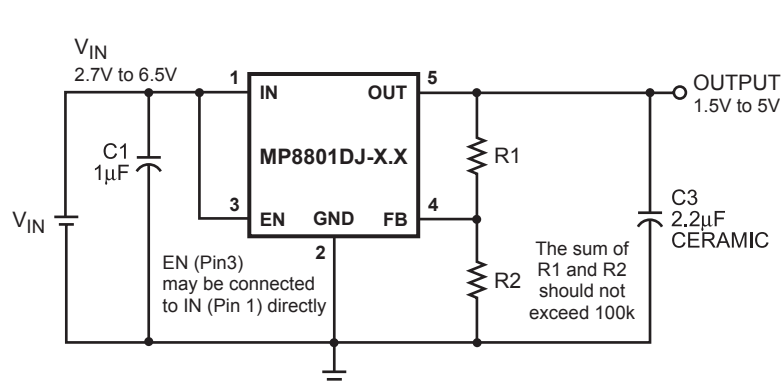 VIN
2.7V to 6.5V
1
5
IN
OUT
OUTPUT
1.5V to 5V
C1
1μF
MP8801DJ-X.X
R1
3
4
EN
GND
FB
C3
2.2μF
CERAMIC
VIN
2
EN (Pin3)
may be connected
to IN (Pin 1) directly
R2
The sum of
R1 and R2
should not
exceed 100k